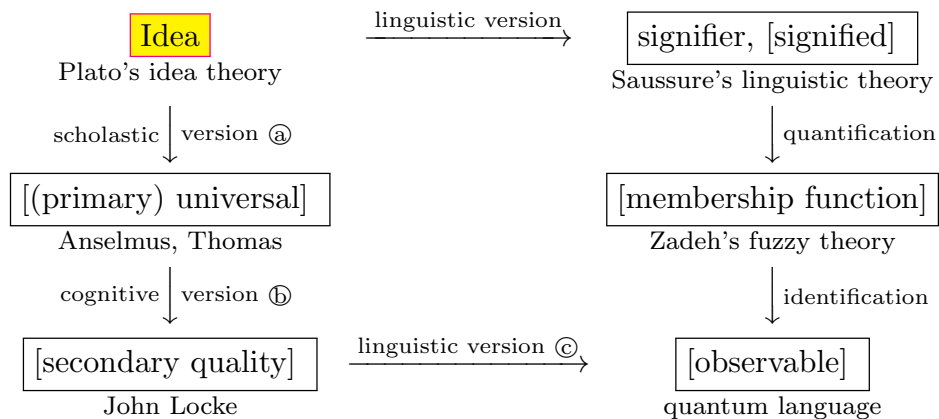 Idea linguistic version signifier, [signified]
Plato's idea theory Saussure's linguistic theory
scholastic version ⓐ quantification
[(primary) universal] [membership function]
Anselmus, Thomas Zadeh's fuzzy theory
cognitive version ⓑ identification
[secondary quality] linguistic version ⓒ [observable]
John Locke quantum language